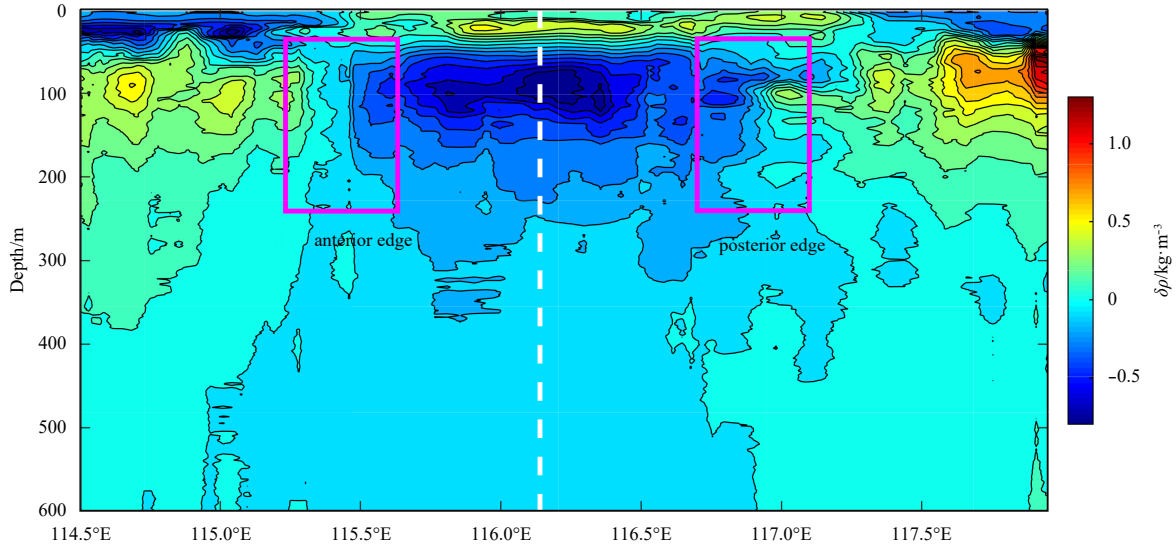 0
100
200
300
400
500
600
Depth/m
anterior edge
posterior edge
114.5°E
115.0°E
115.5°E
116.0°E
116.5°E
117.0°E
117.5°E
1.0
0.5
0
−0.5
δρ/kg·m⁻³